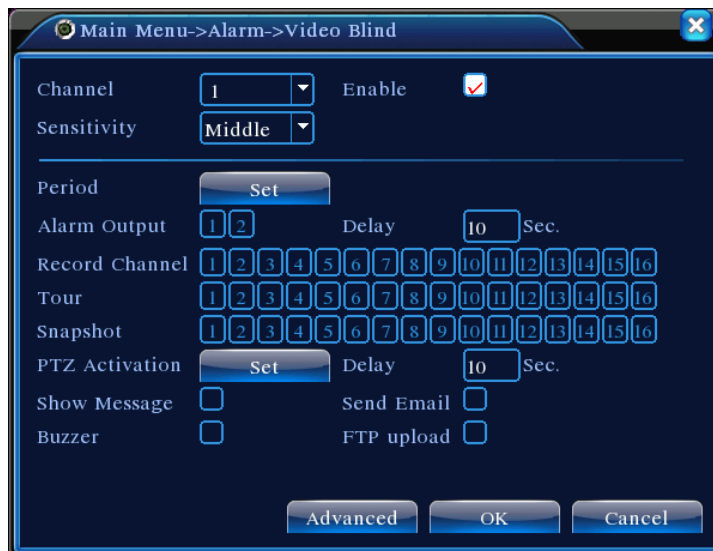 Main Menu->Alarm->Video Blind
Channel 1 Enable
Sensitivity Middle
Period Set
Alarm Output 1 2 Delay 10 Sec.
Record Channel 1 2 3 4 5 6 7 8 9 10 11 12 13 14 15 16
Tour 1 2 3 4 5 6 7 8 9 10 11 12 13 14 15 16
Snapshot 1 2 3 4 5 6 7 8 9 10 11 12 13 14 15 16
PTZ Activation Set Delay 10 Sec.
Show Message Send Email
Buzzer FTP upload
Advanced OK Cancel